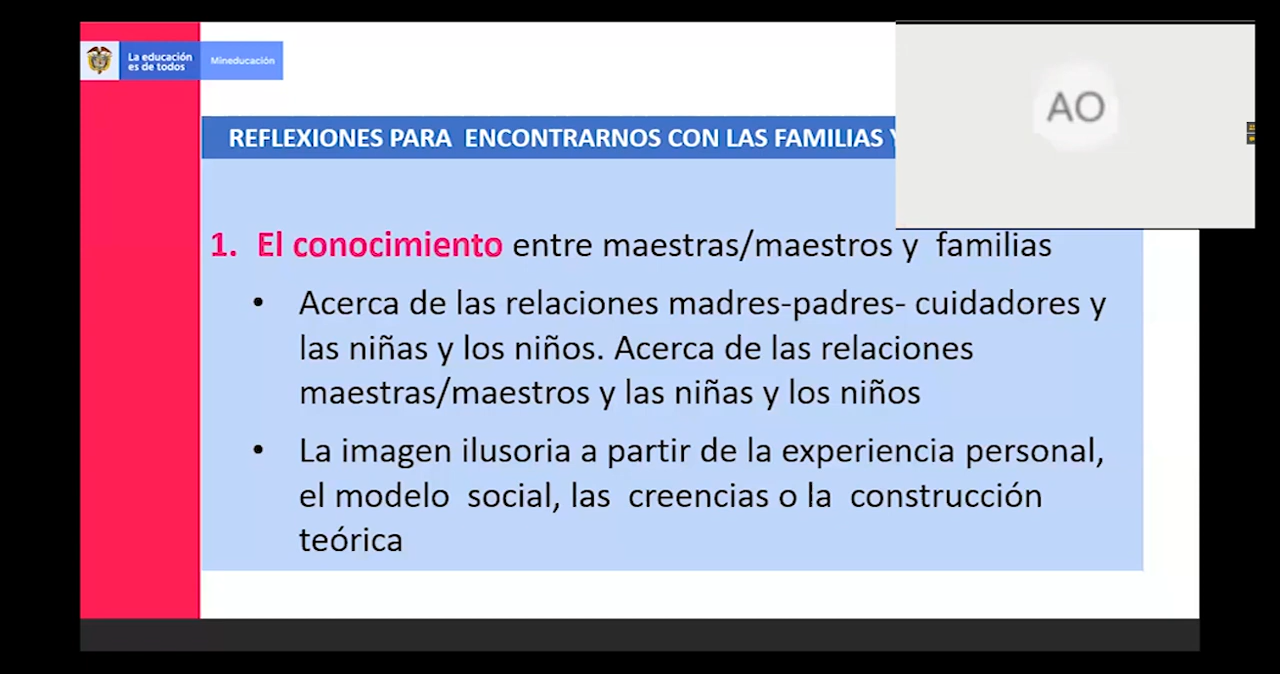 La educación
es de todos
Mineducación
AO
REFLEXIONES PARA ENCONTRARNOS CON LAS FAMILIAS
1. El conocimiento entre maestras/maestros y familias
• Acerca de las relaciones madres-padres- cuidadores y
las niñas y los niños. Acerca de las relaciones
maestras/maestros y las niñas y los niños
• La imagen ilusoria a partir de la experiencia personal,
el modelo social, las creencias o la construcción
teórica